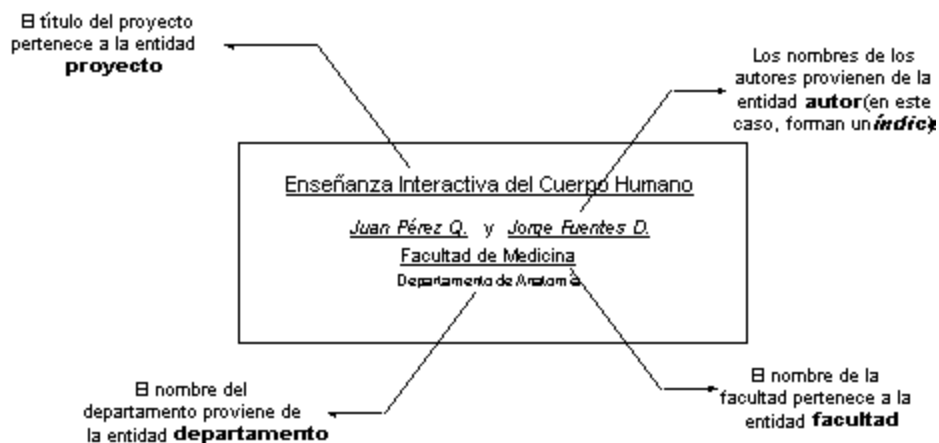 El título del proyecto
pertenece a la entidad
proyecto
Los nombres de los
autores provienen de la
entidad autor(en este
caso, forman un índice)
Enseñanza Interactiva del Cuerpo Humano
Juan Pérez Q. y Jorge Fuentes D.
Facultad de Medicina
Departamento de Anatomía
El nombre del
departamento proviene de
la entidad departamento
El nombre de la
facultad pertenece a la
entidad facultad